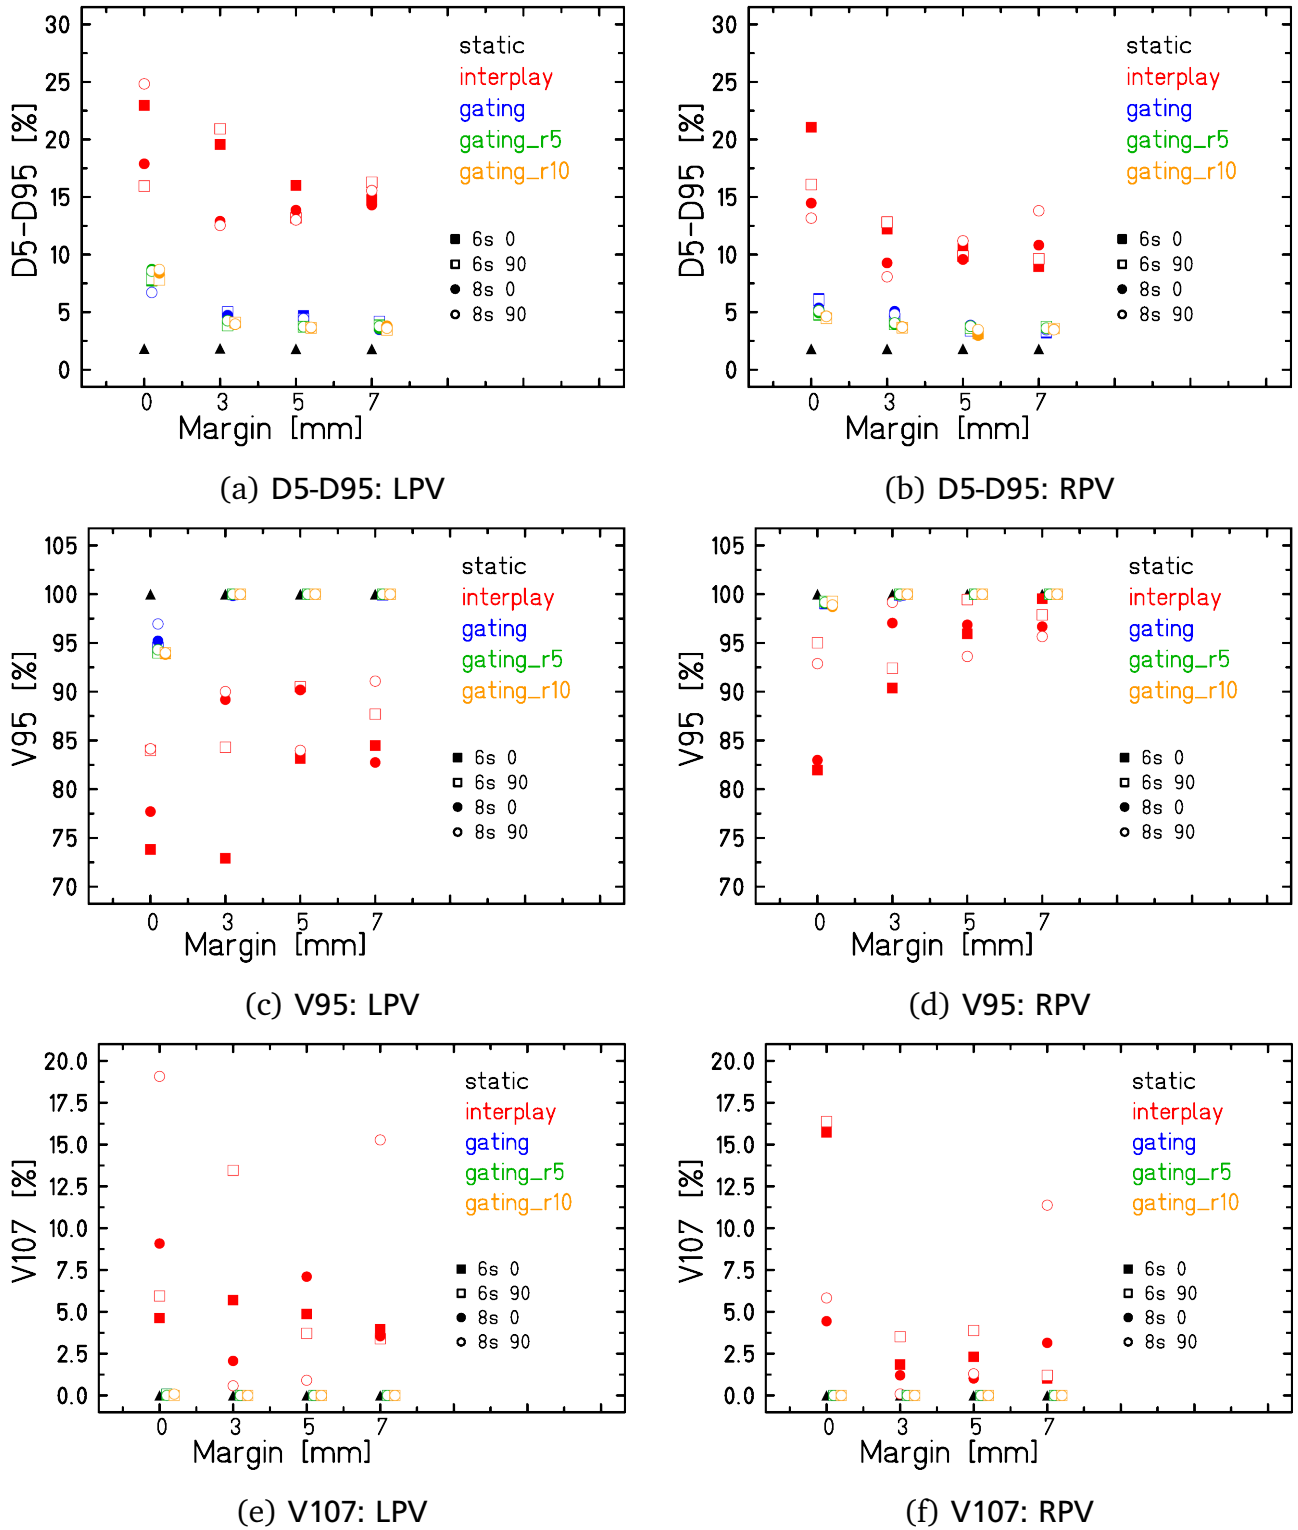 30
25
20
15
10
5
0
D5-D95 [%]
static
interplay
gating
gating_r5
gating_r10
6s 0
6s 90
8s 0
8s 90
0 3 5 7
Margin [mm]
(a) D5-D95: LPV
30
25
20
15
10
5
0
D5-D95 [%]
static
interplay
gating
gating_r5
gating_r10
6s 0
6s 90
8s 0
8s 90
0 3 5 7
Margin [mm]
(b) D5-D95: RPV
105
100
95
90
85
80
75
70
V95 [%]
static
interplay
gating
gating_r5
gating_r10
6s 0
6s 90
8s 0
8s 90
0 3 5 7
Margin [mm]
(c) V95: LPV
105
100
95
90
85
80
75
70
V95 [%]
static
interplay
gating
gating_r5
gating_r10
6s 0
6s 90
8s 0
8s 90
0 3 5 7
Margin [mm]
(d) V95: RPV
20.0
17.5
15.0
12.5
10.0
7.5
5.0
2.5
0.0
V107 [%]
static
interplay
gating
gating_r5
gating_r10
6s 0
6s 90
8s 0
8s 90
0 3 5 7
Margin [mm]
(e) V107: LPV
20.0
17.5
15.0
12.5
10.0
7.5
5.0
2.5
0.0
V107 [%]
static
interplay
gating
gating_r5
gating_r10
6s 0
6s 90
8s 0
8s 90
0 3 5 7
Margin [mm]
(f) V107: RPV